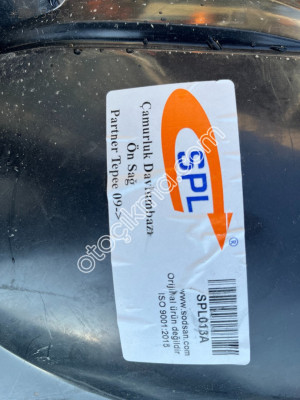 SPL
®
Çamurluk Davlumbazı
Ön Sağ
Partner Tepee 09->
SPL013A
www.sodsan.com
Orijinal ürün değildir
ISO 9001:2015
otoçıkma.com